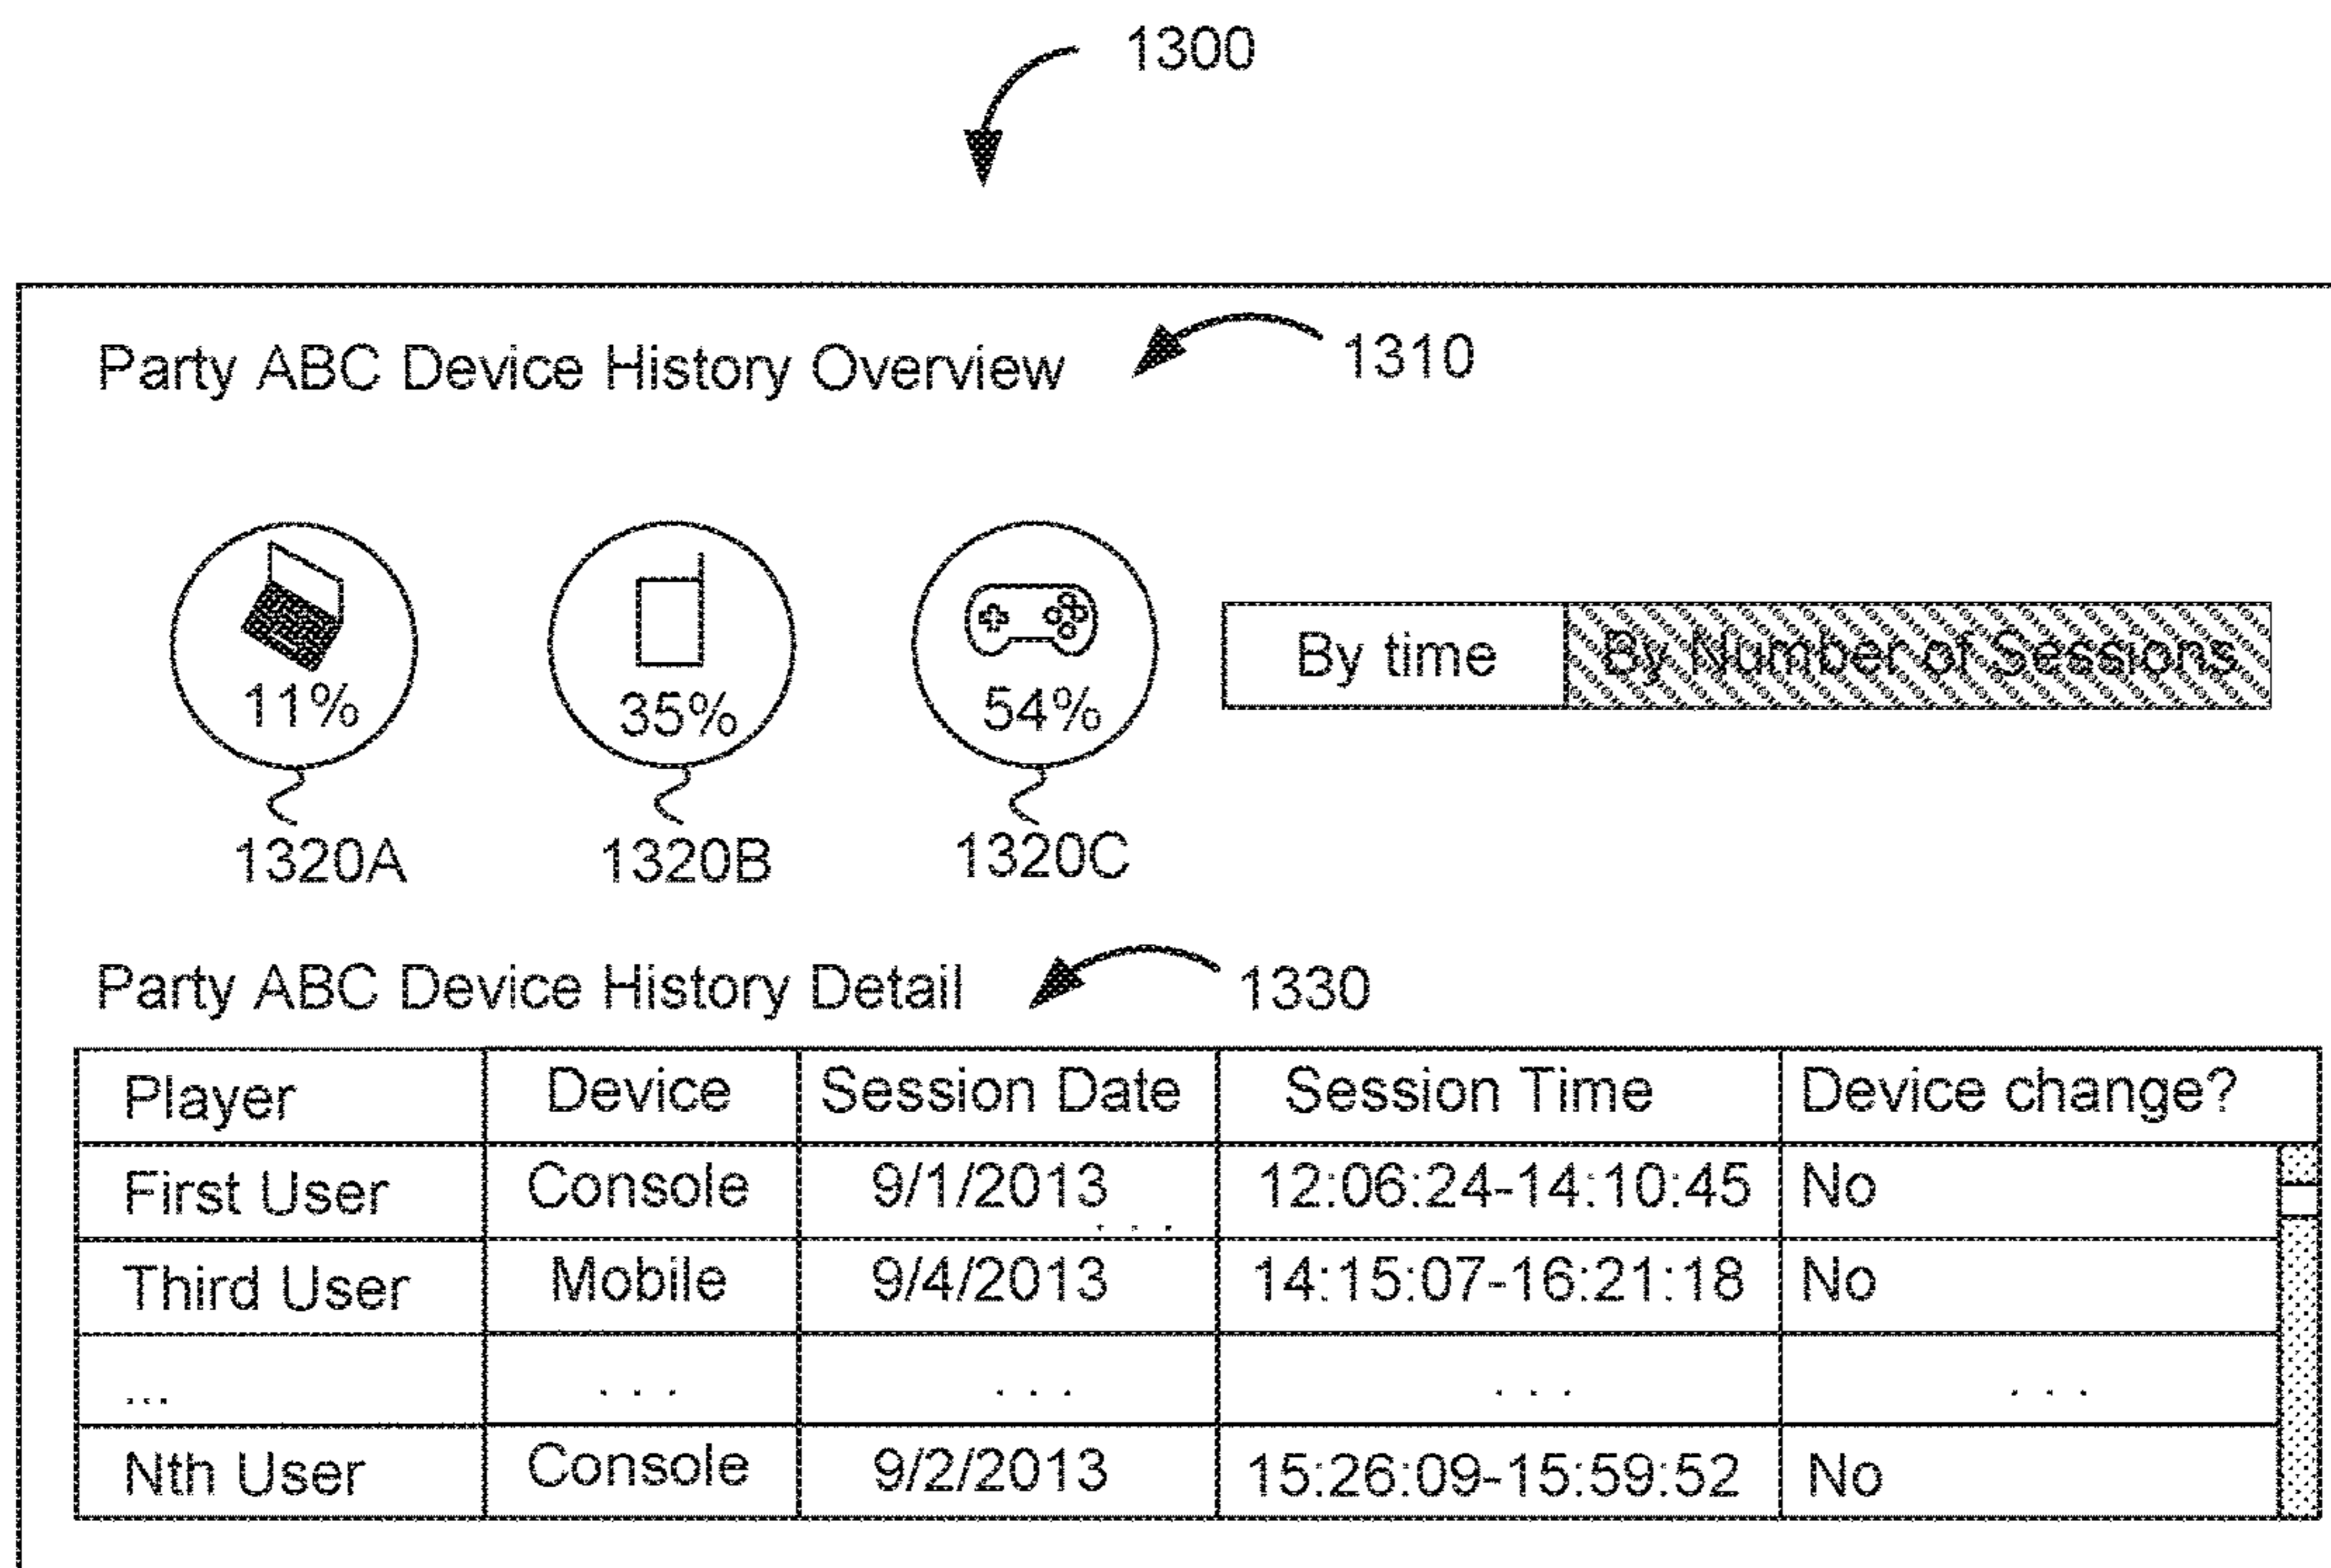 1300
Party ABC Device History Overview 1310
11% 35% 54% By time By Number of Sessions
1320A 1320B 1320C
Party ABC Device History Detail 1330
Player Device Session Date Session Time Device change?
First User Console 9/1/2013 12:06:24-14:10:45 No
. . .
Third User Mobile 9/4/2013 14:15:07-16:21:18 No
... . . . . . . . . . . . .
Nth User Console 9/2/2013 15:26:09-15:59:52 No